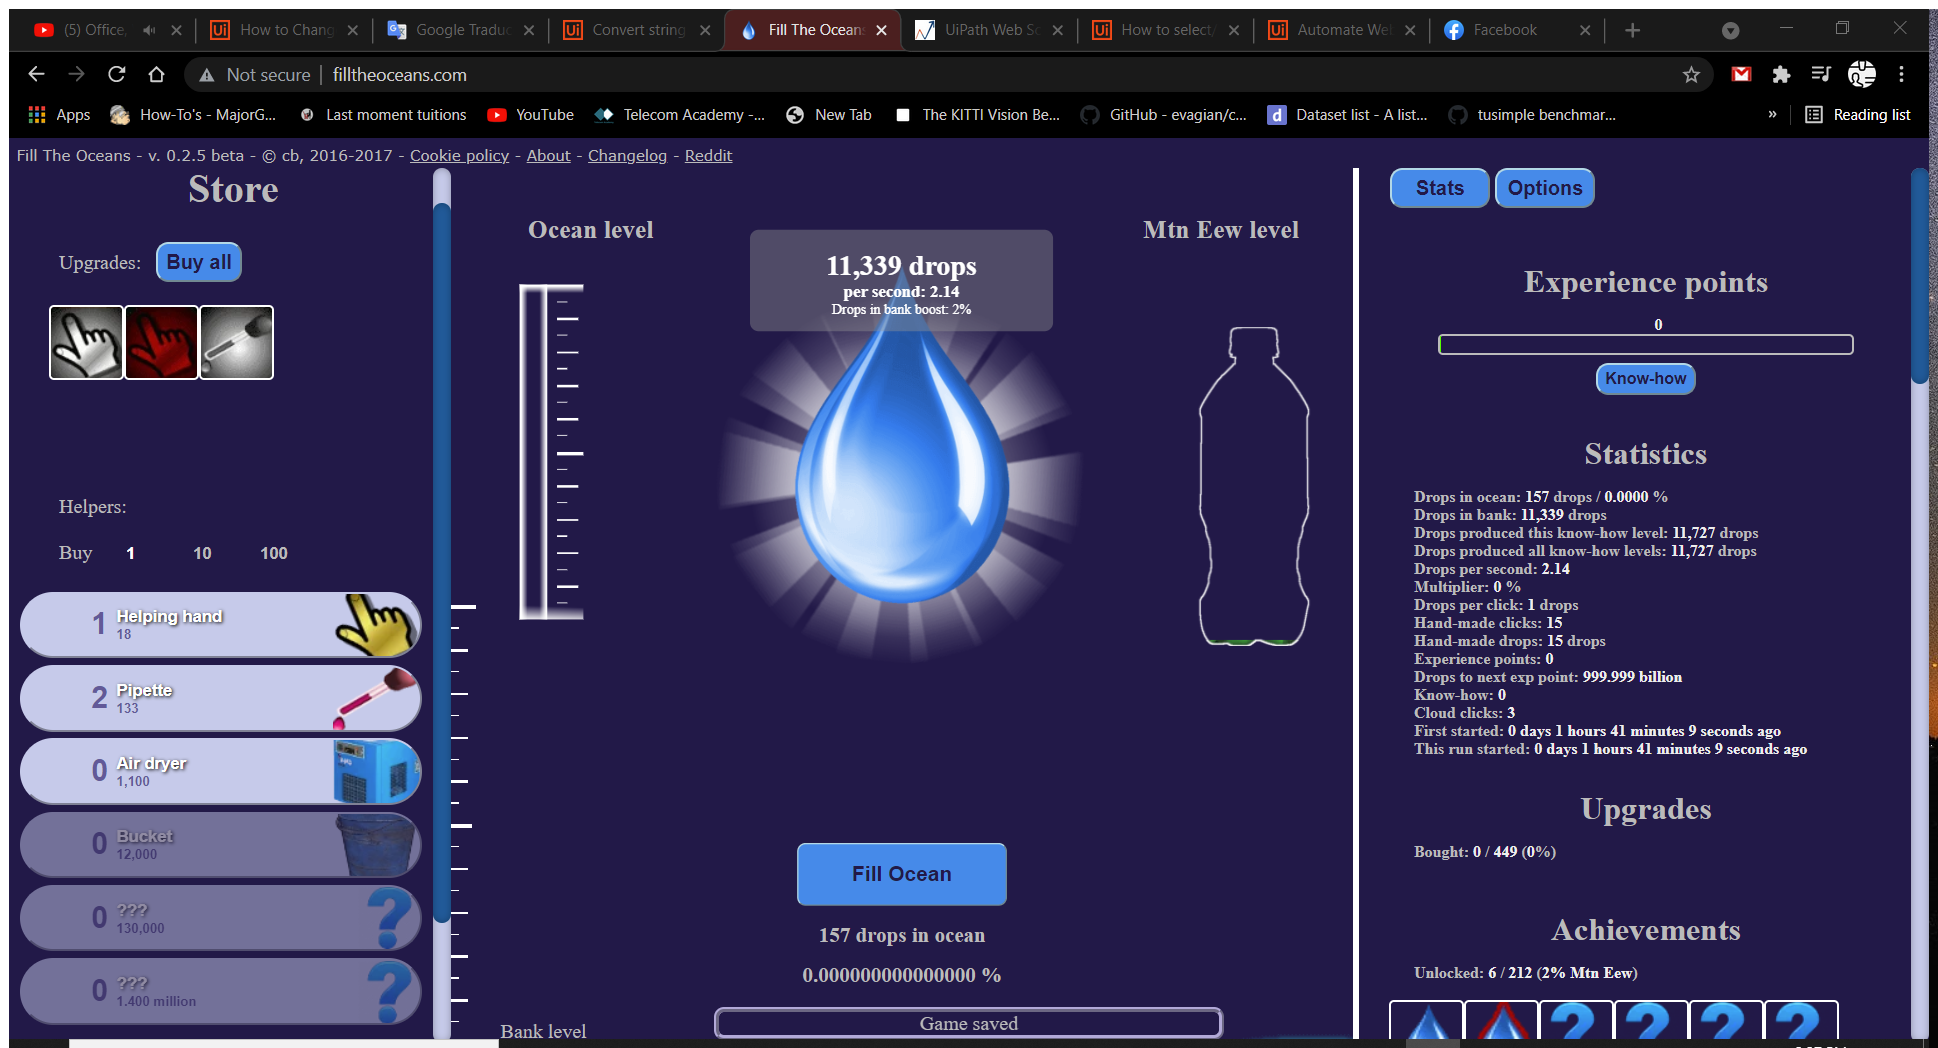 (5) Office, How to Chang Google Traduc Convert string Fill The Oceans UiPath Web Sc How to select/ Automate Web Facebook
Not secure | filltheoceans.com
Apps How-To's - MajorG... Last moment tuitions YouTube Telecom Academy -... New Tab The KITTI Vision Be... GitHub - evagian/c... Dataset list - A list... tusimple benchmar... » Reading list
Fill The Oceans - v. 0.2.5 beta - © cb, 2016-2017 - Cookie policy - About - Changelog - Reddit
Store
Upgrades: Buy all
Helpers:
Buy 1 10 100
1 Helping hand
18
2 Pipette
133
0 Air dryer
1,100
0 Bucket
12,000
0 ???
130,000
0 ???
1.400 million
Ocean level
11,339 drops
per second: 2.14
Drops in bank boost: 2%
Mtn Eew level
Fill Ocean
157 drops in ocean
0.000000000000000 %
Bank level
Game saved
Stats Options
Experience points
0
Know-how
Statistics
Drops in ocean: 157 drops / 0.0000 %
Drops in bank: 11,339 drops
Drops produced this know-how level: 11,727 drops
Drops produced all know-how levels: 11,727 drops
Drops per second: 2.14
Multiplier: 0 %
Drops per click: 1 drops
Hand-made clicks: 15
Hand-made drops: 15 drops
Experience points: 0
Drops to next exp point: 999.999 billion
Know-how: 0
Cloud clicks: 3
First started: 0 days 1 hours 41 minutes 9 seconds ago
This run started: 0 days 1 hours 41 minutes 9 seconds ago
Upgrades
Bought: 0 / 449 (0%)
Achievements
Unlocked: 6 / 212 (2% Mtn Eew)
? ? ? ?